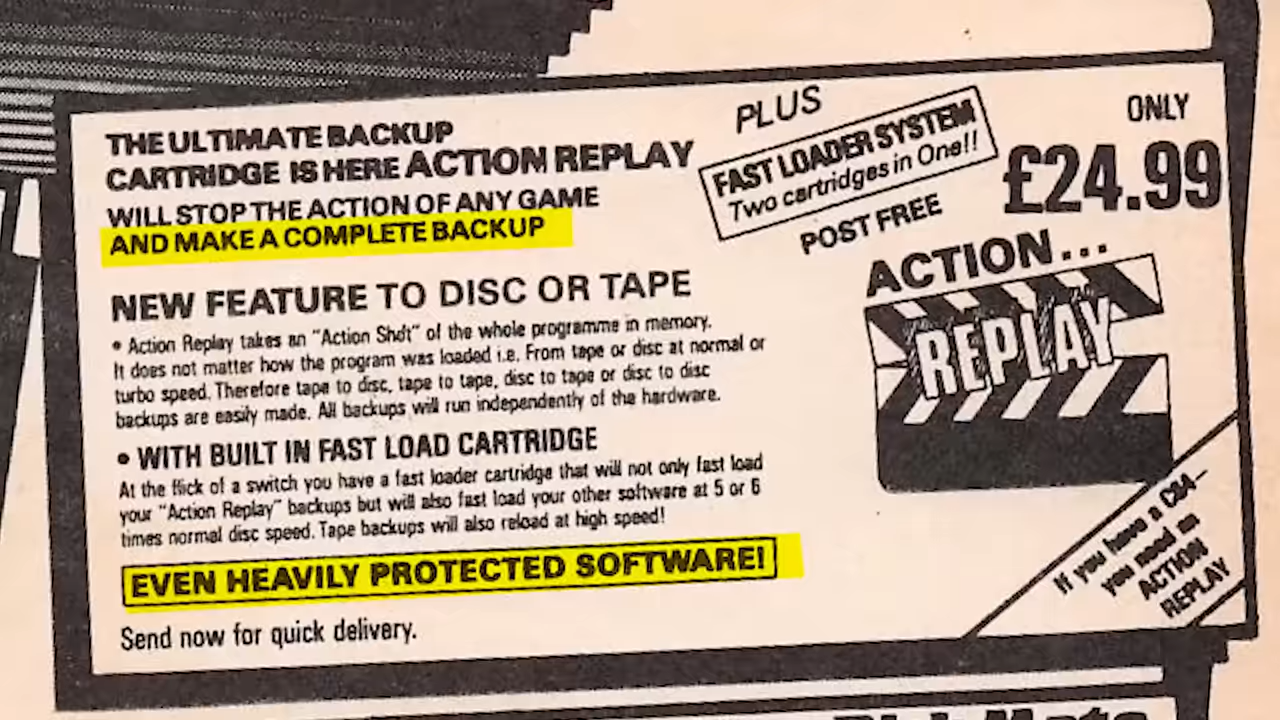 THE ULTIMATE BACKUP
CARTRIDGE IS HERE ACTION REPLAY
WILL STOP THE ACTION OF ANY GAME
AND MAKE A COMPLETE BACKUP
PLUS
FAST LOADER SYSTEM
Two cartridges in One!!
POST FREE
ONLY
£24.99
ACTION...
REPLAY
NEW FEATURE TO DISC OR TAPE
• Action Replay takes an "Action Shot" of the whole programme in memory.
It does not matter how the program was loaded i.e. From tape or disc at normal or
turbo speed. Therefore tape to disc, tape to tape, disc to tape or disc to disc
backups are easily made. All backups will run independently of the hardware.
• WITH BUILT IN FAST LOAD CARTRIDGE
At the flick of a switch you have a fast loader cartridge that will not only fast load
your "Action Replay" backups but will also fast load your other software at 5 or 6
times normal disc speed. Tape backups will also reload at high speed!
EVEN HEAVILY PROTECTED SOFTWARE!
Send now for quick delivery.
If you have a C64—
you need an
ACTION
REPLAY